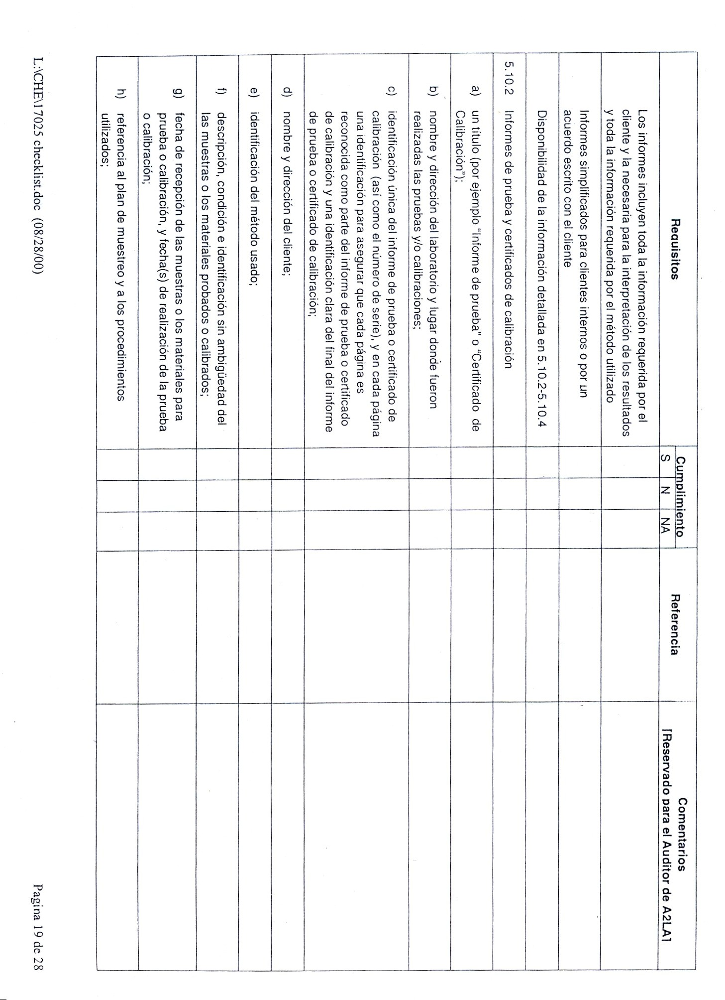 Requisitos
Cumplimiento
Referencia
Comentarios
[Reservado para el Auditor de A2LA]
S
N
NA
Los informes incluyen toda la información requerida por el
cliente y la necesaria para la interpretación de los resultados
y toda la información requerida por el método utilizado
Informes simplificados para clientes internos o por un
acuerdo escrito con el cliente
Disponibilidad de la información detallada en 5.10.2-5.10.4
5.10.2 Informes de prueba y certificados de calibración
a) un título (por ejemplo “Informe de prueba” o “Certificado de
Calibración”);
b) nombre y dirección del laboratorio y lugar donde fueron
realizadas las pruebas y/o calibraciones;
c) identificación única del informe de prueba o certificado de
calibración (así como el número de serie), y en cada página
una identificación para asegurar que cada página es
reconocida como parte del informe de prueba o certificado
de calibración y una identificación clara del final del informe
de prueba o certificado de calibración;
d) nombre y dirección del cliente;
e) identificación del método usado;
f) descripción, condición e identificación sin ambigüedad del
las muestras o los materiales probados o calibrados;
g) fecha de recepción de las muestras o los materiales para
prueba o calibración, y fecha(s) de realización de la prueba
o calibración;
h) referencia al plan de muestreo y a los procedimientos
utilizados;
L:\CHE\17025 checklist.doc (08/28/00)
Pagina 19 de 28